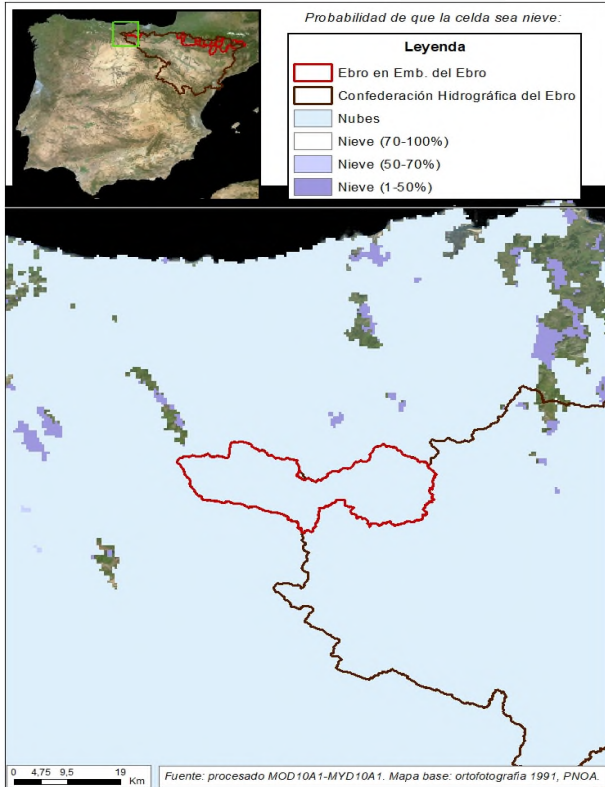 Probabilidad de que la celda sea nieve:
Leyenda
Ebro en Emb. del Ebro
Confederación Hidrográfica del Ebro
Nubes
Nieve (70-100%)
Nieve (50-70%)
Nieve (1-50%)
0 4,75 9,5 19
Km
Fuente: procesado MOD10A1-MYD10A1. Mapa base: ortofotografía 1991, PNOA.